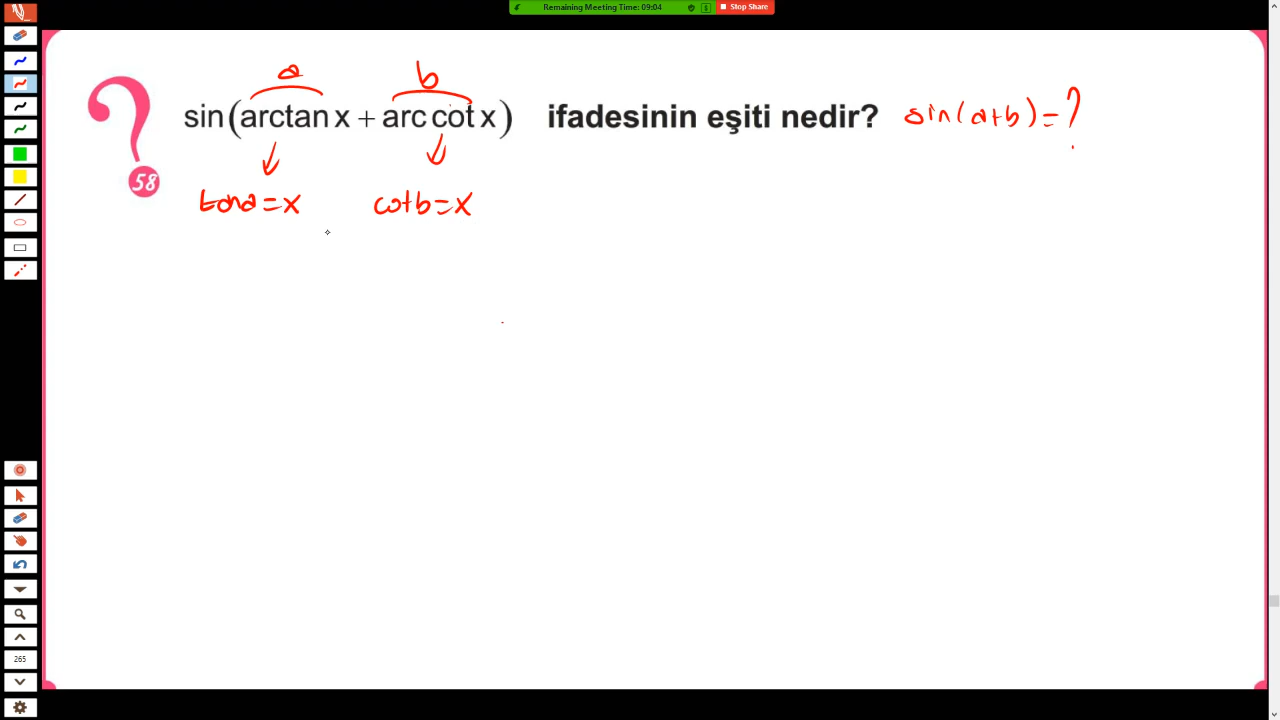 Remaining Meeting Time: 09:04 Stop Share
a b
sin(arctan x + arc cot x) ifadesinin eşiti nedir? sin(a+b)=?
58
tana=x cotb=x
265